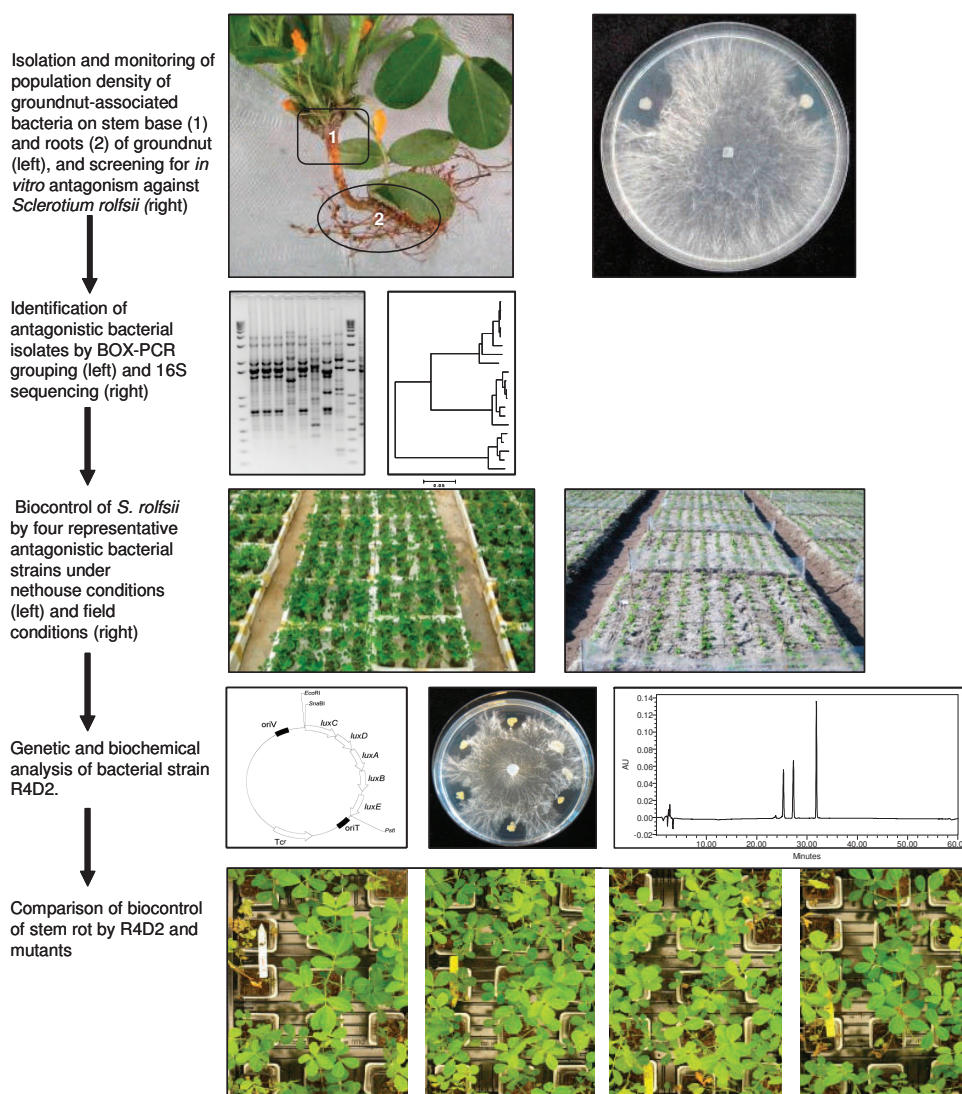 Isolation and monitoring of
population density of
groundnut-associated
bacteria on stem base (1)
and roots (2) of groundnut
(left), and screening for in
vitro antagonism against
Sclerotium rolfsii (right)
1
2
Identification of
antagonistic bacterial
isolates by BOX-PCR
grouping (left) and 16S
sequencing (right)
0.05
Biocontrol of S. rolfsii
by four representative
antagonistic bacterial
strains under
nethouse conditions
(left) and field
conditions (right)
Genetic and biochemical
analysis of bacterial strain
R4D2.
EcoRI
SnaBI
oriV
luxC
luxD
luxA
luxB
luxE
PstI
oriT
Tcr
AU
0.14
0.12
0.10
0.08
0.06
0.04
0.02
0.00
-0.02
10.00 20.00 30.00 40.00 50.00 60.0
Minutes
Comparison of biocontrol
of stem rot by R4D2 and
mutants